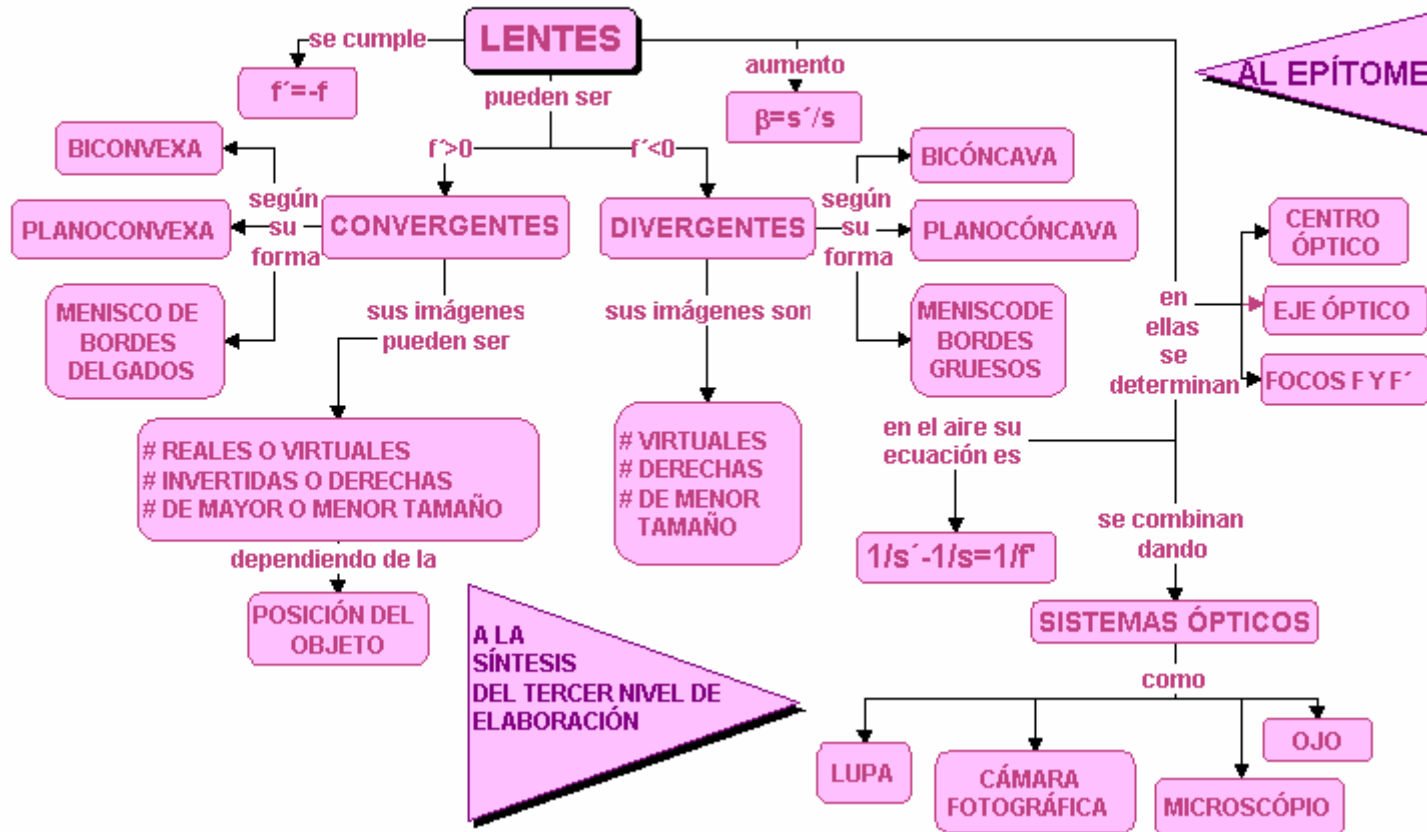 LENTES
se cumple
f´=-f
pueden ser
aumento
β=s´/s
AL EPÍTOME
f´>0
f´<0
BICONVEXA
PLANOCONVEXA
MENISCO DE
BORDES
DELGADOS
según
su
forma
CONVERGENTES
DIVERGENTES
según
su
forma
BICÓNCAVA
PLANOCÓNCAVA
MENISCODE
BORDES
GRUESOS
en
ellas
se
determinan
CENTRO
ÓPTICO
EJE ÓPTICO
FOCOS F Y F´
sus imágenes
pueden ser
# REALES O VIRTUALES
# INVERTIDAS O DERECHAS
# DE MAYOR O MENOR TAMAÑO
dependiendo de la
POSICIÓN DEL
OBJETO
sus imágenes son
# VIRTUALES
# DERECHAS
# DE MENOR
TAMAÑO
en el aire su
ecuación es
1/s´-1/s=1/f'
se combinan
dando
SISTEMAS ÓPTICOS
como
LUPA
CÁMARA
FOTOGRÁFICA
MICROSCÓPIO
OJO
A LA
SÍNTESIS
DEL TERCER NIVEL DE
ELABORACIÓN